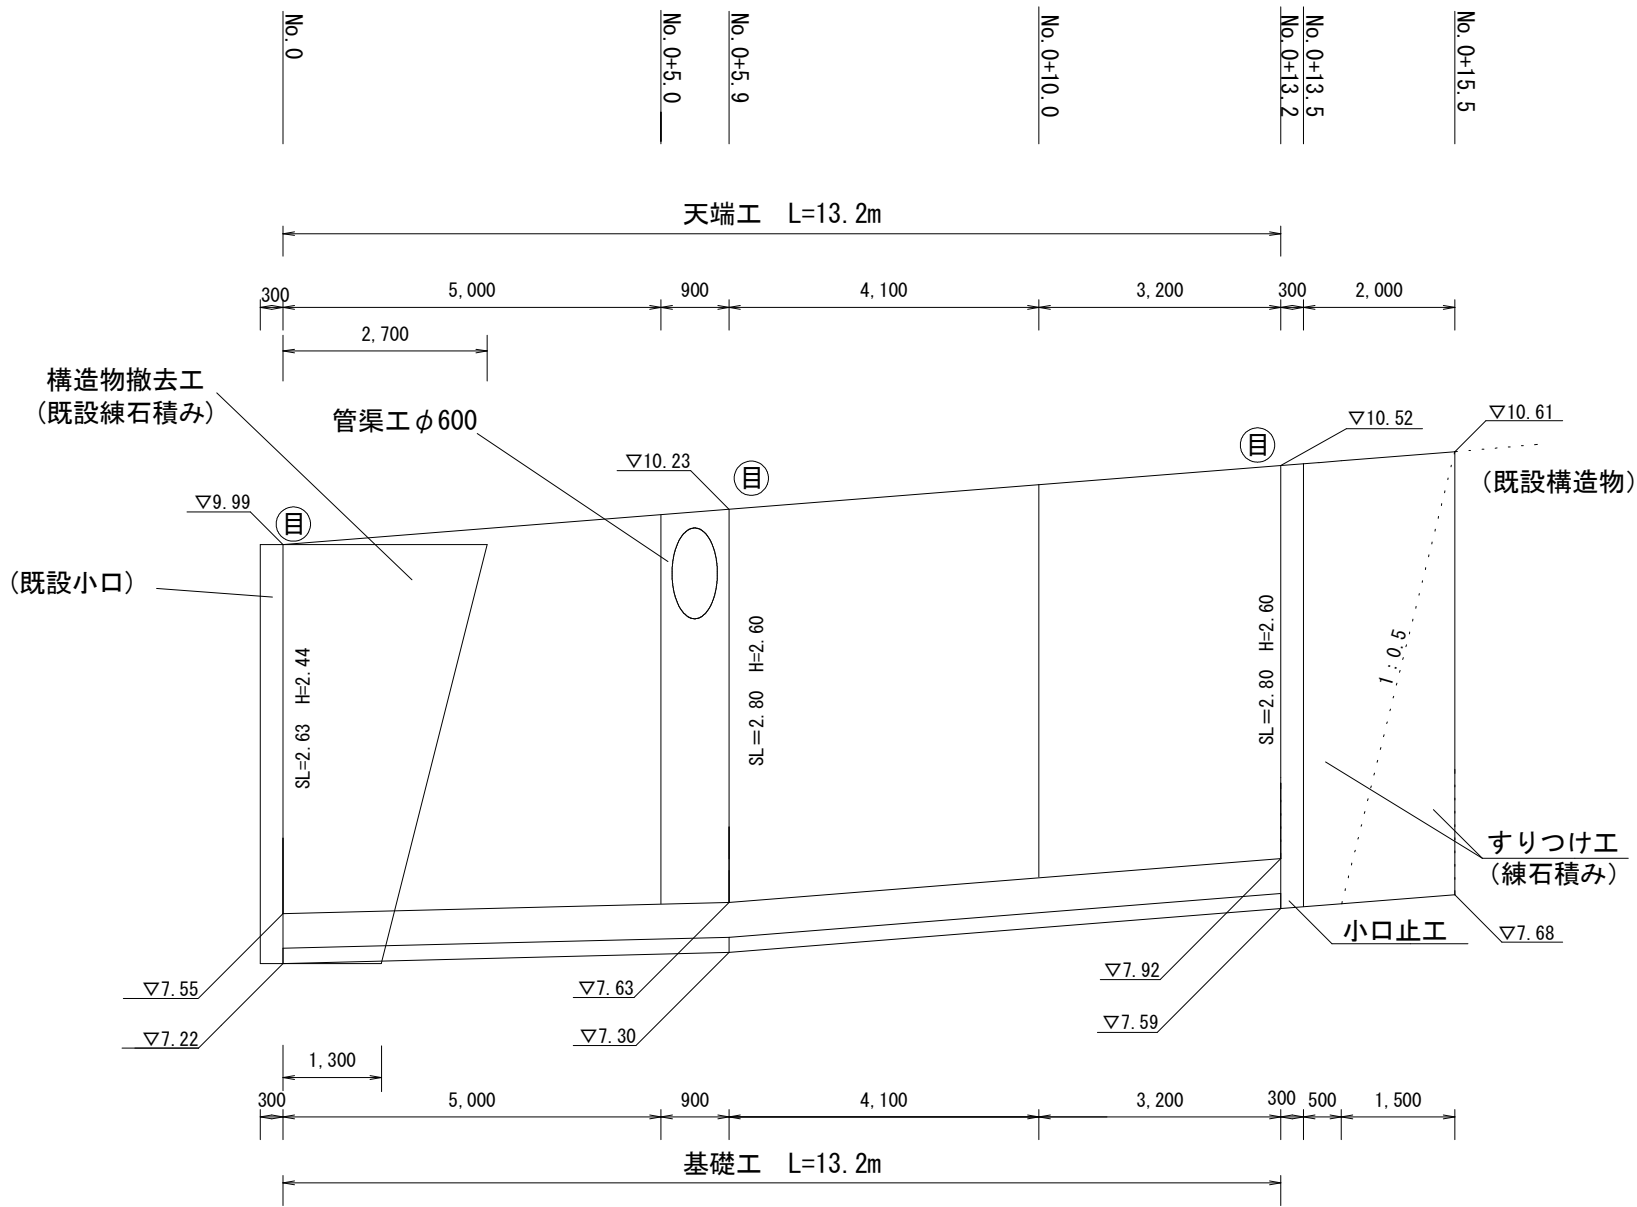 No. 0
No. 0+5. 0
No. 0+5. 9
No. 0+10. 0
No. 0+13. 2
No. 0+13. 5
No. 0+15. 5
天端工　L=13. 2m
300
5, 000
900
4, 100
3, 200
300
2, 000
2, 700
構造物撤去工
(既設練石積み)
管渠工φ600
▽10. 52
▽10. 61
目
▽10. 23
目
(既設構造物)
▽9. 99
目
(既設小口)
SL=2. 63　H=2. 44
SL＝2. 80　H=2. 60
SL＝2. 80　H=2. 60
1 : 0. 5
すりつけ工
(練石積み)
小口止工
▽7. 68
▽7. 92
▽7. 55
▽7. 63
▽7. 59
▽7. 22
▽7. 30
1, 300
300
5, 000
900
4, 100
3, 200
300
500
1, 500
基礎工　L=13. 2m